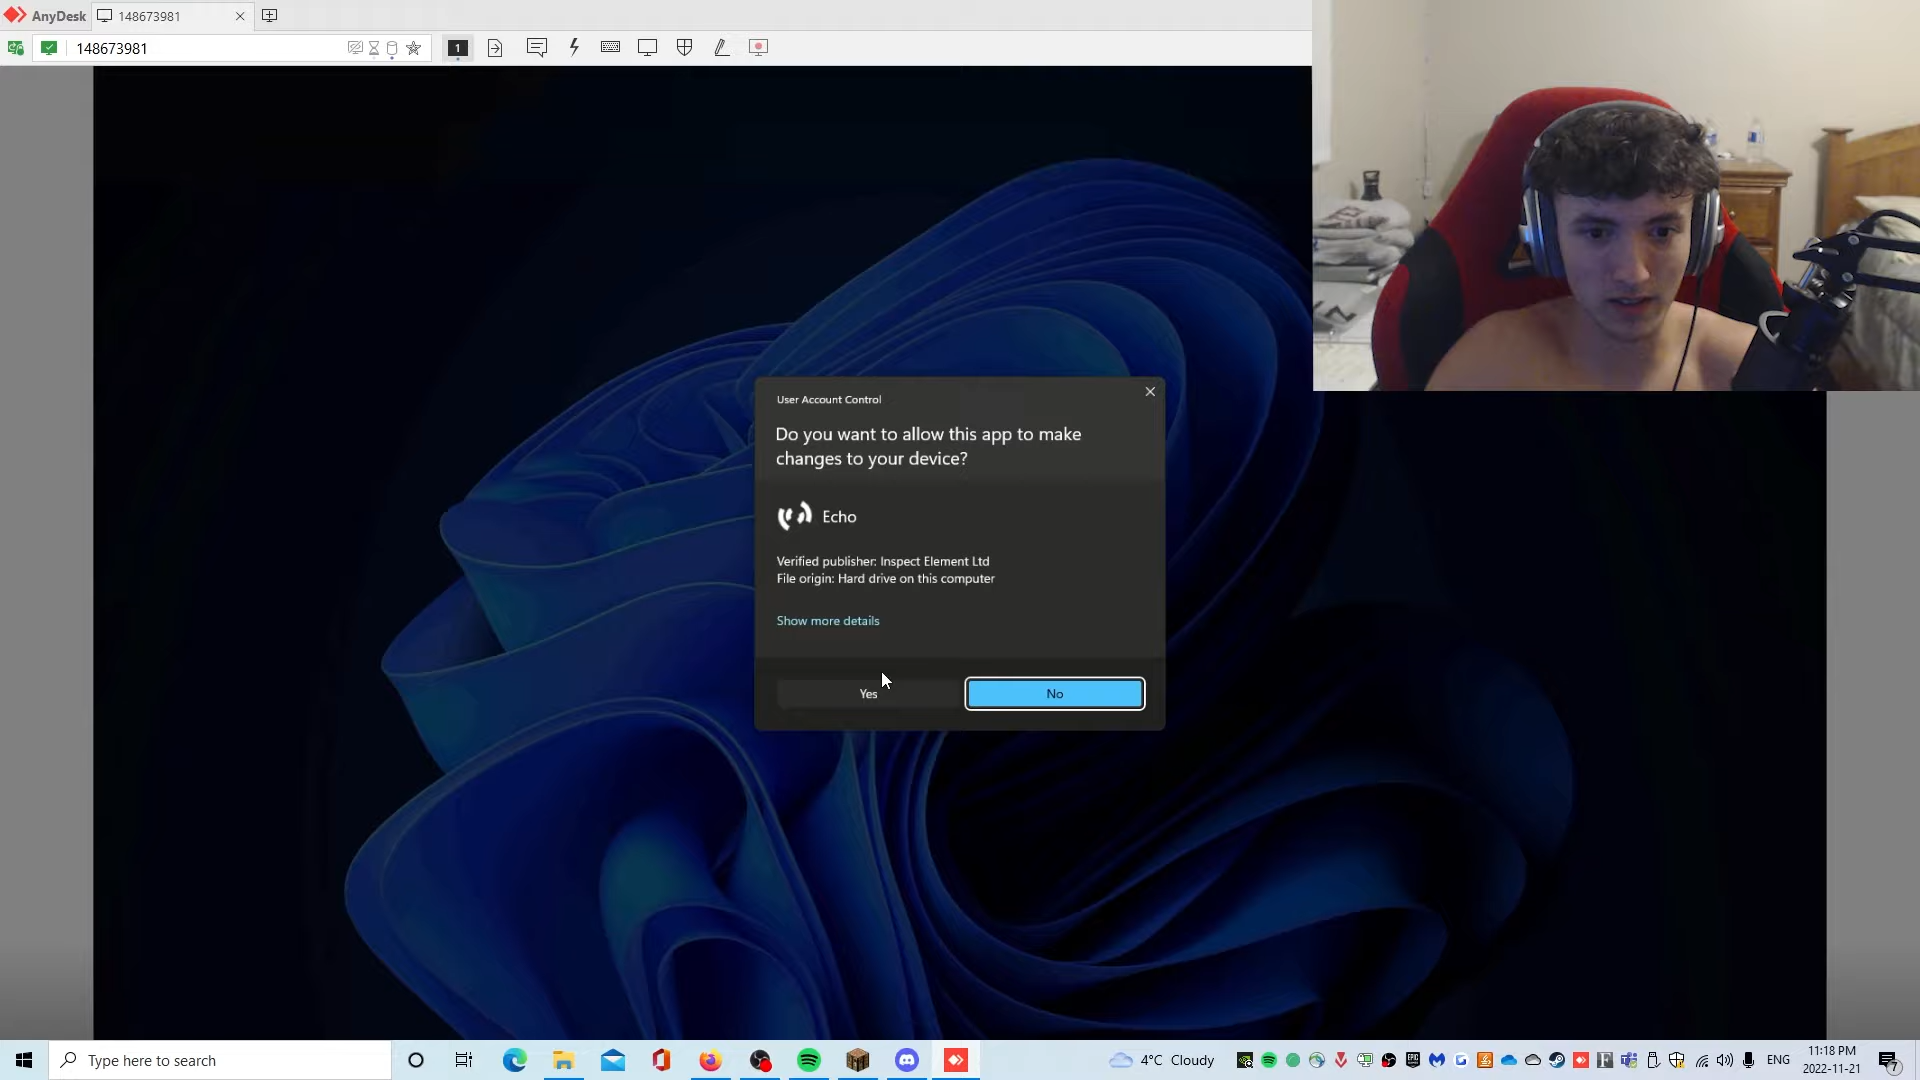 AnyDesk
148673981
148673981
1
User Account Control
Do you want to allow this app to make
changes to your device?
Echo
Verified publisher: Inspect Element Ltd
File origin: Hard drive on this computer
Show more details
Yes
No
Type here to search
4°C Cloudy
ENG
11:18 PM
2022-11-21
7